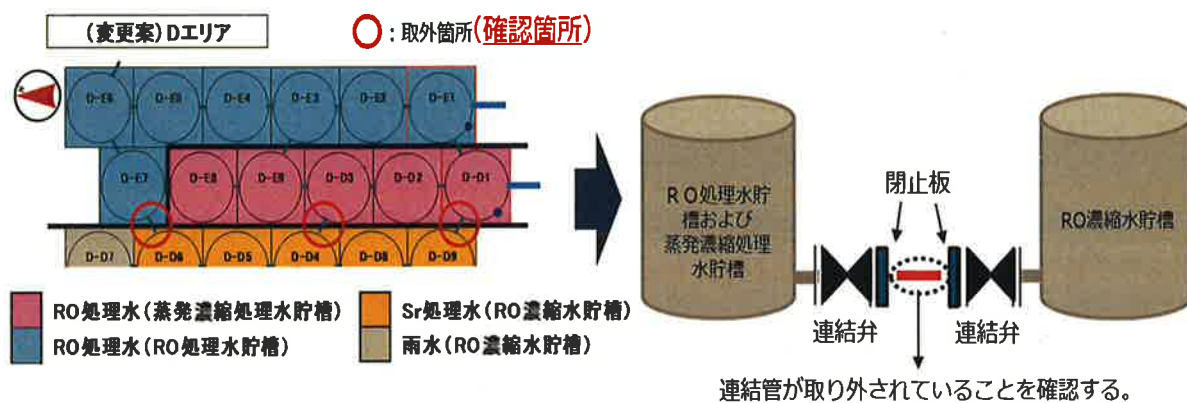 (変更案)Dエリア
○:取外箇所(確認箇所)
D-E6 D-E5 D-E4 D-E3 D-E2 D-E1
D-E7 D-E8 D-E9 D-D3 D-D2 D-D1
D-D7 D-D6 D-D5 D-D4 D-D8 D-D9
RO処理水(蒸発濃縮処理水貯槽)
RO処理水(RO処理水貯槽)
Sr処理水(RO濃縮水貯槽)
雨水(RO濃縮水貯槽)
RO処理水貯
槽および
蒸発濃縮処理
水貯槽
閉止板
RO濃縮水貯槽
連結弁
連結弁
連結管が取り外されていることを確認する。